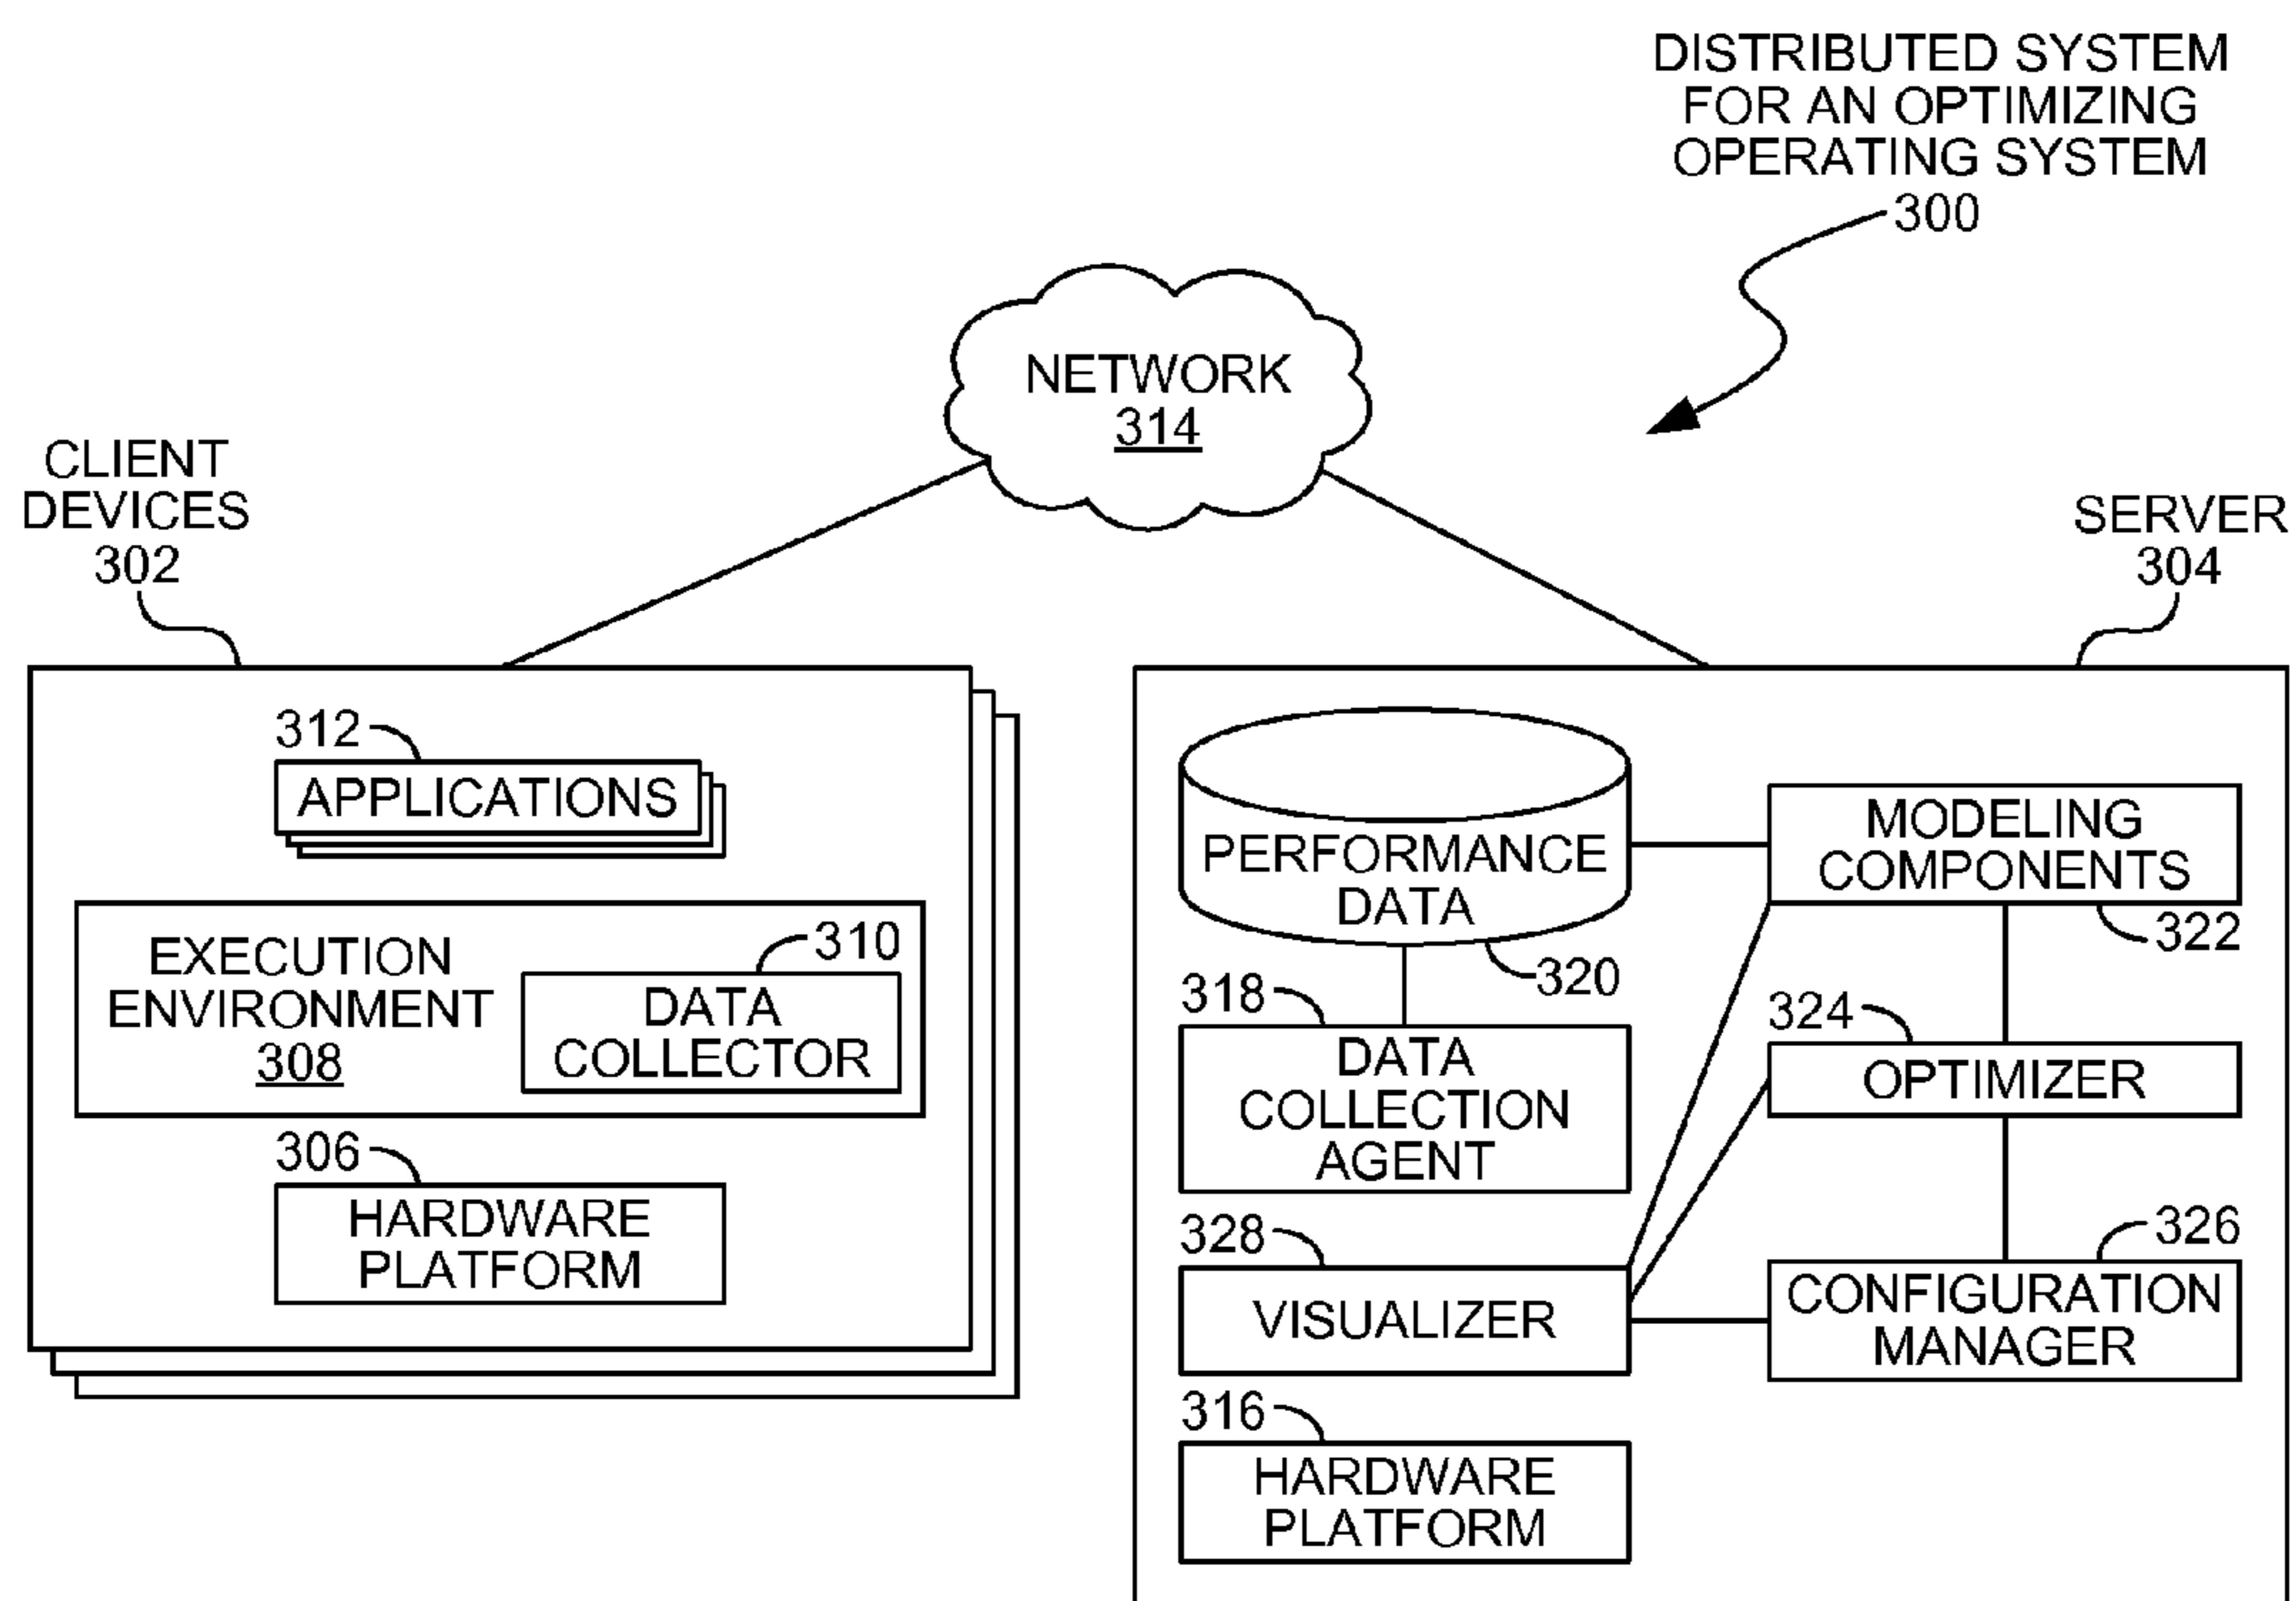 DISTRIBUTED SYSTEM
FOR AN OPTIMIZING
OPERATING SYSTEM
300
NETWORK
314
CLIENT
DEVICES
302
SERVER
304
312
APPLICATIONS
EXECUTION
ENVIRONMENT
308
310
DATA
COLLECTOR
306
HARDWARE
PLATFORM
PERFORMANCE
DATA
320
MODELING
COMPONENTS
322
318
DATA
COLLECTION
AGENT
324
OPTIMIZER
328
VISUALIZER
326
CONFIGURATION
MANAGER
316
HARDWARE
PLATFORM